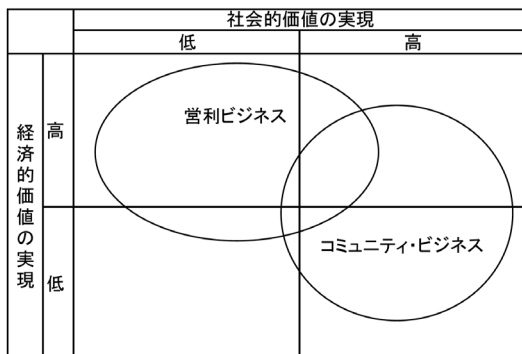 社会的価値の実現
低
高
経済的価値の実現
高
営利ビジネス
コミュニティ・ビジネス
低